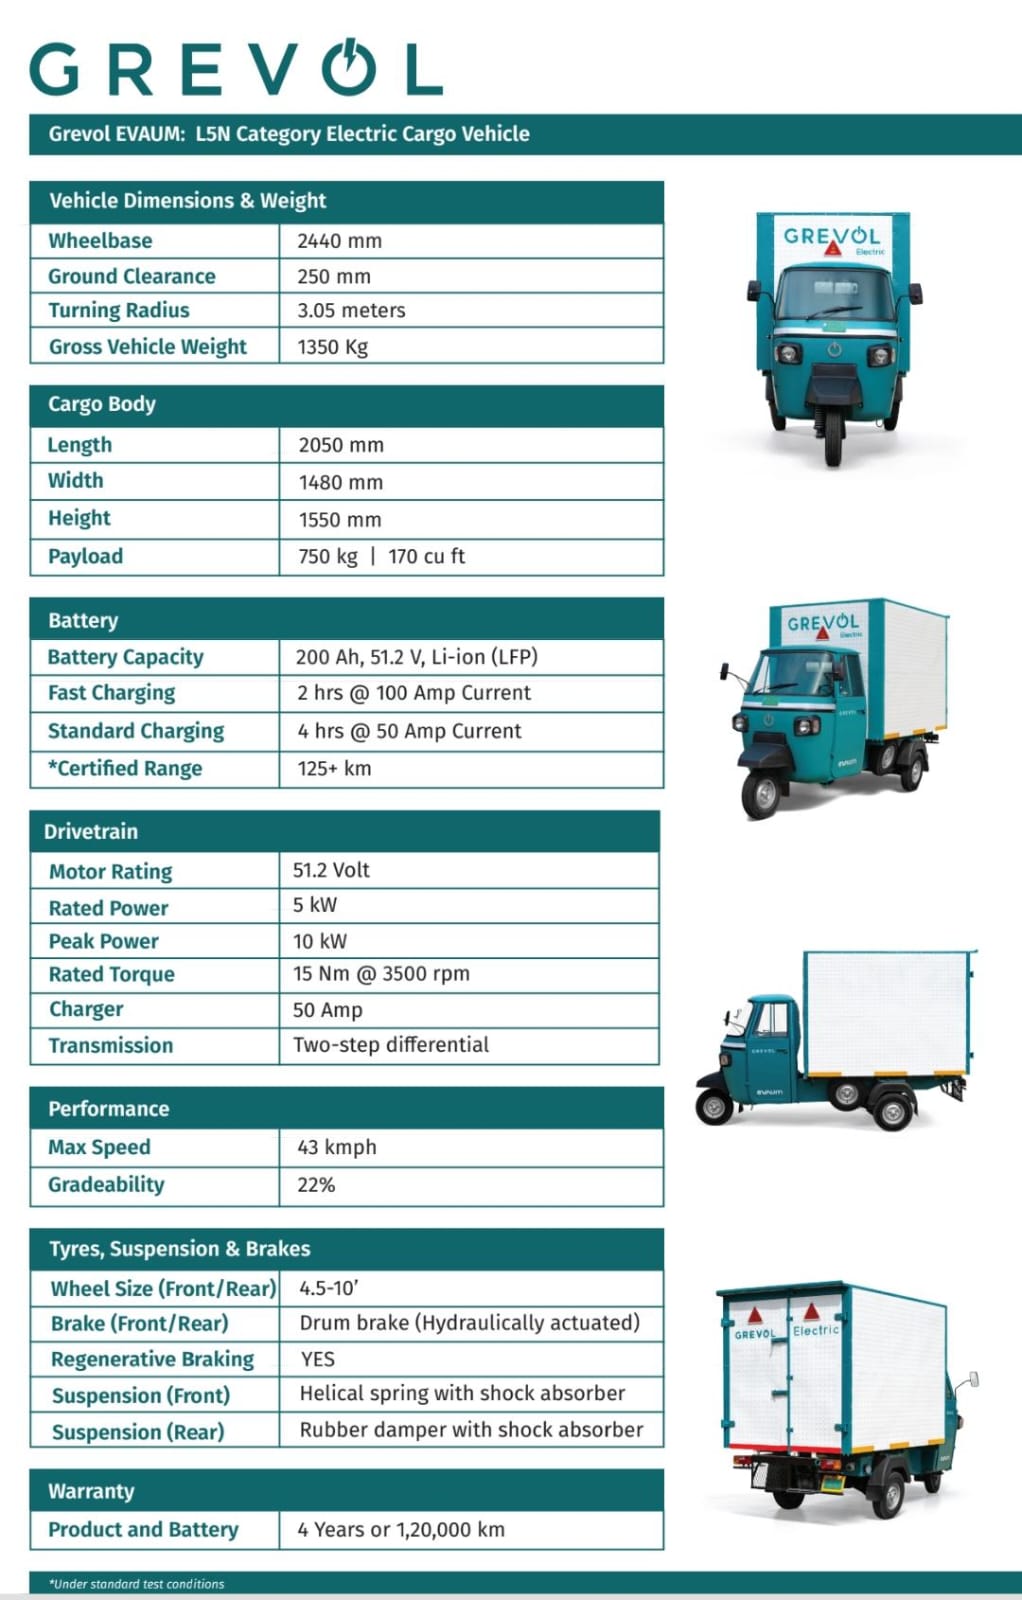 GREVOL
Grevol EVAUM: L5N Category Electric Cargo Vehicle
Vehicle Dimensions & Weight
Wheelbase 2440 mm
Ground Clearance 250 mm
Turning Radius 3.05 meters
Gross Vehicle Weight 1350 Kg
Cargo Body
Length 2050 mm
Width 1480 mm
Height 1550 mm
Payload 750 kg | 170 cu ft
Battery
Battery Capacity 200 Ah, 51.2 V, Li-ion (LFP)
Fast Charging 2 hrs @ 100 Amp Current
Standard Charging 4 hrs @ 50 Amp Current
*Certified Range 125+ km
Drivetrain
Motor Rating 51.2 Volt
Rated Power 5 kW
Peak Power 10 kW
Rated Torque 15 Nm @ 3500 rpm
Charger 50 Amp
Transmission Two-step differential
Performance
Max Speed 43 kmph
Gradeability 22%
Tyres, Suspension & Brakes
Wheel Size (Front/Rear) 4.5-10’
Brake (Front/Rear) Drum brake (Hydraulically actuated)
Regenerative Braking YES
Suspension (Front) Helical spring with shock absorber
Suspension (Rear) Rubber damper with shock absorber
Warranty
Product and Battery 4 Years or 1,20,000 km
*Under standard test conditions
GREVOL
Electric
GREVOL
Electric
GREVOL
EVAUM
GREVOL
EVAUM
GREVOL Electric